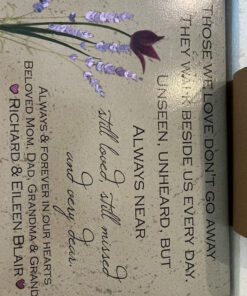 THOSE WE LOVE DON'T GO AWAY
THEY WALK BESIDE US EVERY DAY.
UNSEEN, UNHEARD, BUT
ALWAYS NEAR
still loved still missed
and very dear.
ALWAYS & FOREVER IN OUR HEARTS
BELOVED MOM, DAD, GRANDMA & GRAND
RICHARD & EILEEN BLAIR